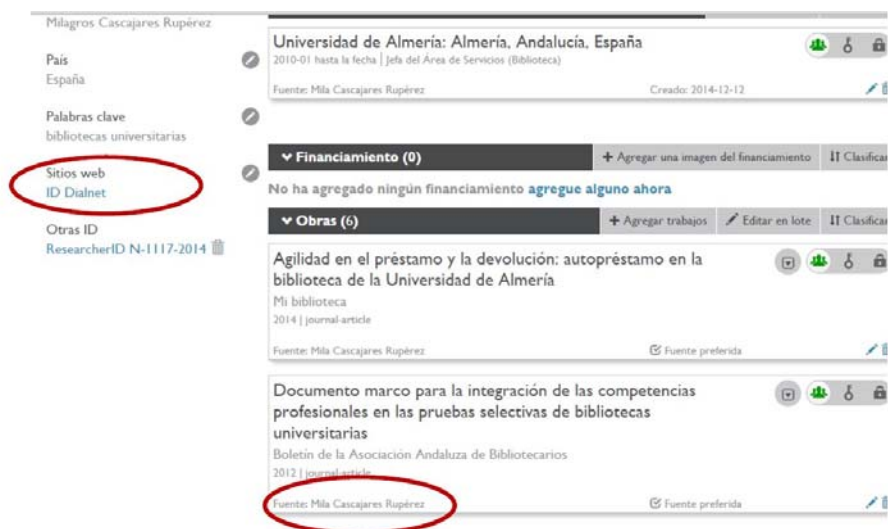 Milagros Cascajares Rupérez
País
España
Palabras clave
bibliotecas universitarias
Sitios web
ID Dialnet
Otras ID
ResearcherID N-1117-2014
Universidad de Almería: Almería, Andalucía, España
2010-01 hasta la fecha | Jefa del Área de Servicios (Biblioteca)
Fuente: Mila Cascajares Rupérez Creado: 2014-12-12
Financiamiento (0) + Agregar una imagen del financiamiento Clasificar
No ha agregado ningún financiamiento agregue alguno ahora
Obras (6) + Agregar trabajos Editar en lote Clasificar
Agilidad en el préstamo y la devolución: autopréstamo en la
biblioteca de la Universidad de Almería
Mi biblioteca
2014 | journal-article
Fuente: Mila Cascajares Rupérez Fuente preferida
Documento marco para la integración de las competencias
profesionales en las pruebas selectivas de bibliotecas
universitarias
Boletín de la Asociación Andaluza de Bibliotecarios
2012 | journal-article
Fuente: Mila Cascajares Rupérez Fuente preferida